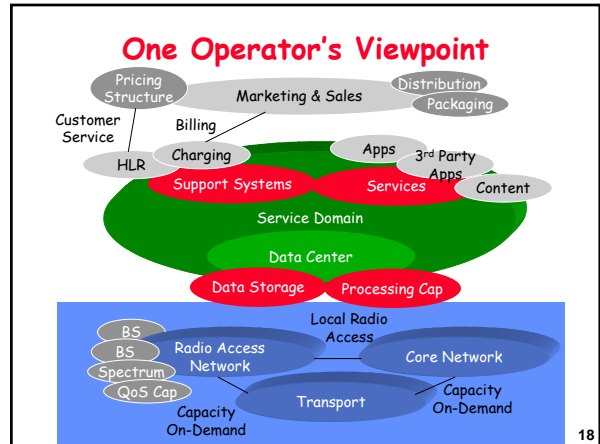 One Operator's Viewpoint
Pricing
Structure
Marketing & Sales
Distribution
Packaging
Customer
Service
Billing
HLR
Charging
Apps
3rd Party
Apps
Content
Support Systems
Services
Service Domain
Data Center
Data Storage
Processing Cap
Local Radio
Access
BS
BS
Spectrum
QoS Cap
Radio Access
Network
Core Network
Transport
Capacity
On-Demand
Capacity
On-Demand
18